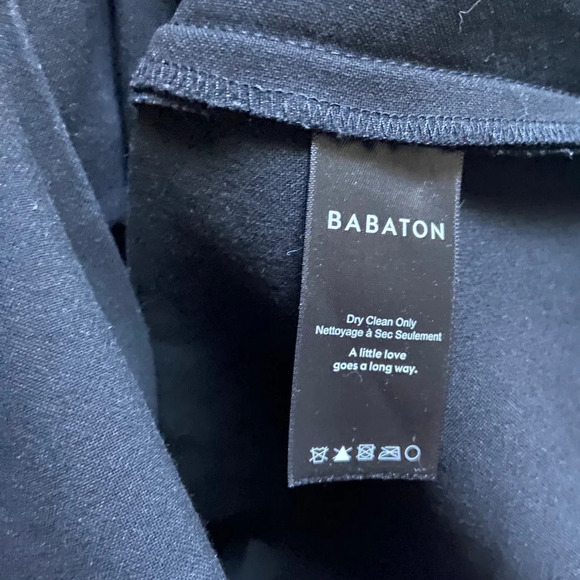 BABATON
Dry Clean Only
Nettoyage à Sec Seulement
A little love
goes a long way.